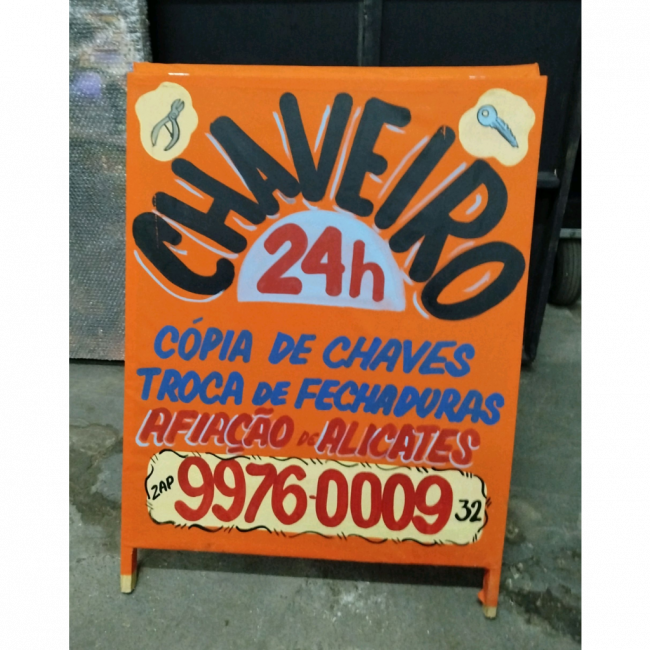 CHAVEIRO
24h
CÓPIA DE CHAVES
TROCA DE FECHADURAS
AFIAÇÃO DE ALICATES
ZAP 9976-0009 32